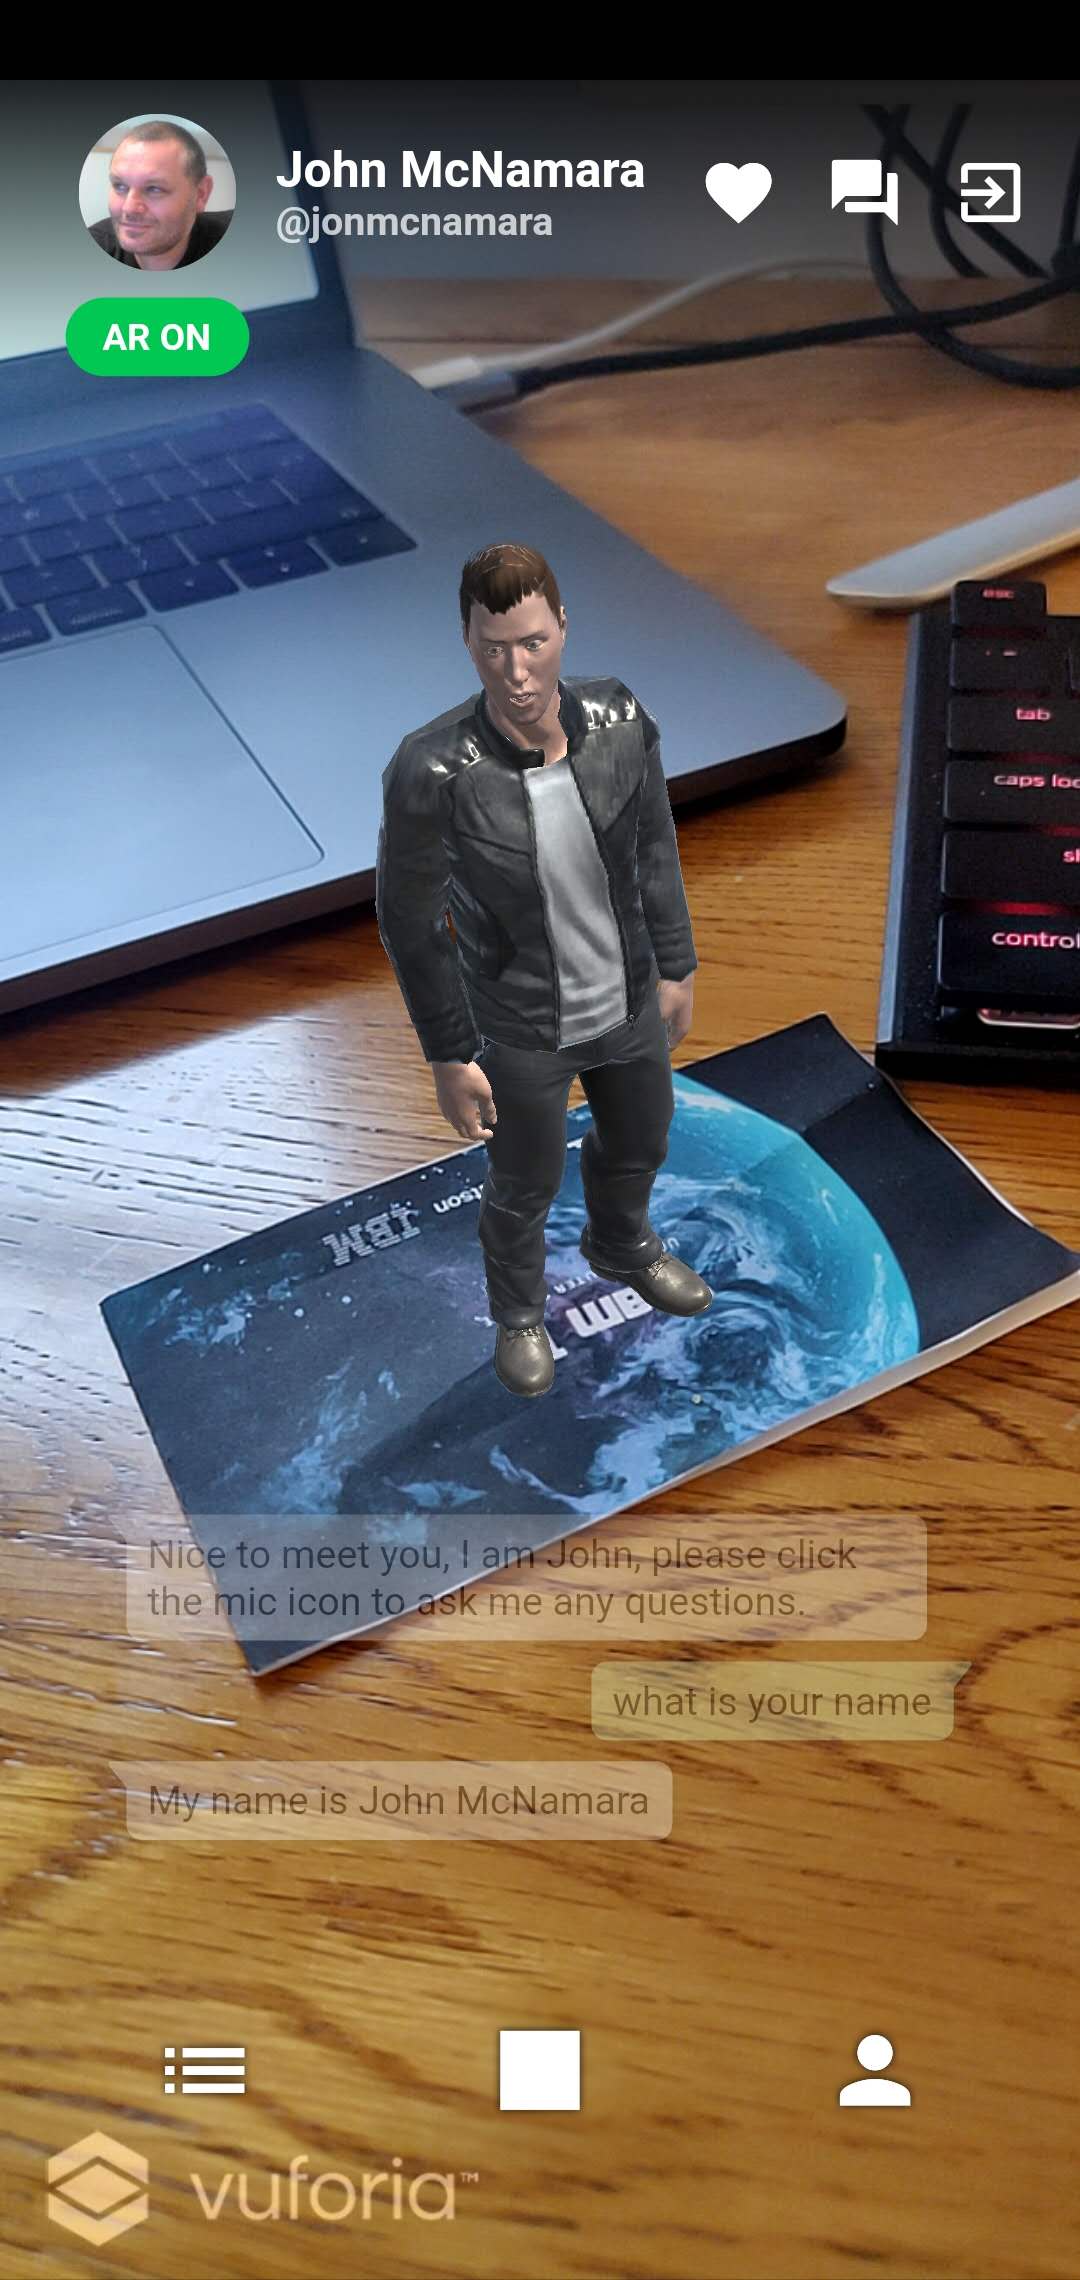 John McNamara
@jonmcnamara
AR ON
esc
tab
caps loc
control
IBM
am
Nice to meet you, I am John, please click
the mic icon to ask me any questions.
what is your name
My name is John McNamara
vuforia™